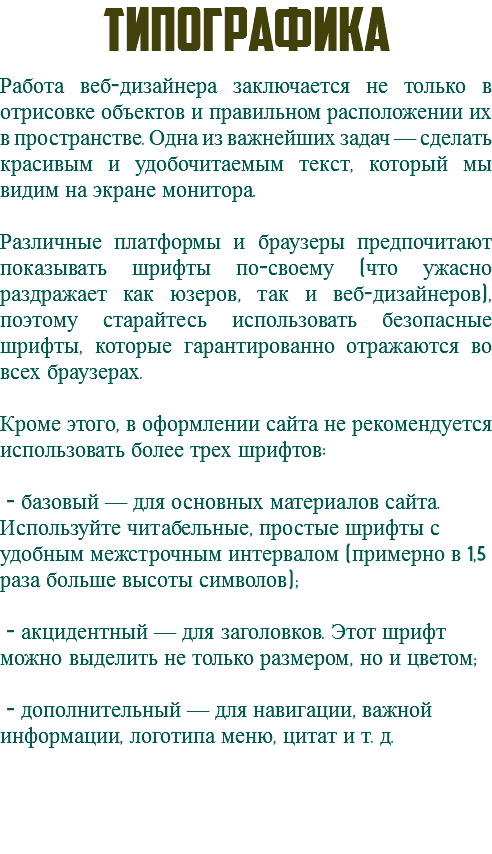 ТИПОГРАФИКА
Работа веб-дизайнера заключается не только в
отрисовке объектов и правильном расположении их
в пространстве. Одна из важнейших задач — сделать
красивым и удобочитаемым текст, который мы
видим на экране монитора.
Различные платформы и браузеры предпочитают
показывать шрифты по-своему (что ужасно
раздражает как юзеров, так и веб-дизайнеров),
поэтому старайтесь использовать безопасные
шрифты, которые гарантированно отражаются во
всех браузерах.
Кроме этого, в оформлении сайта не рекомендуется
использовать более трех шрифтов:
- базовый — для основных материалов сайта.
Используйте читабельные, простые шрифты с
удобным межстрочным интервалом (примерно в 1,5
раза больше высоты символов);
- акцидентный — для заголовков. Этот шрифт
можно выделить не только размером, но и цветом;
- дополнительный — для навигации, важной
информации, логотипа меню, цитат и т. д.